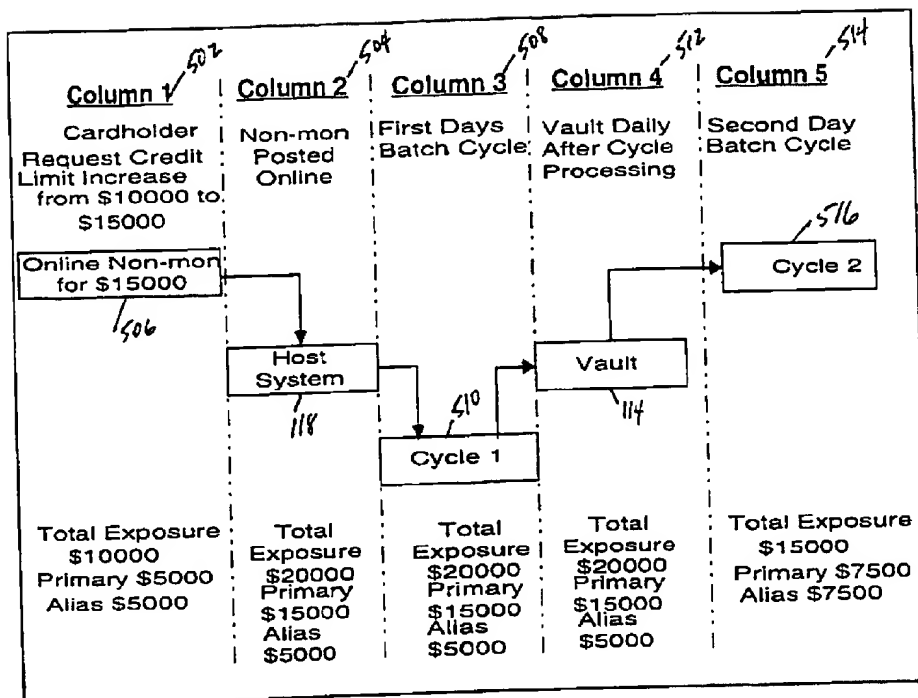 Column 1
502
Cardholder
Request Credit
Limit Increase
from $10000 to
$15000
Online Non-mon
for $15000
506
Total Exposure
$10000
Primary $5000
Alias $5000
Column 2
504
Non-mon
Posted
Online
Host
System
118
Total
Exposure
$20000
Primary
$15000
Alias
$5000
Column 3
508
First Days
Batch Cycle
510
Cycle 1
Total
Exposure
$20000
Primary
$15000
Alias
$5000
Column 4
512
Vault Daily
After Cycle
Processing
Vault
114
Total
Exposure
$20000
Primary
$15000
Alias
$5000
Column 5
514
Second Day
Batch Cycle
516
Cycle 2
Total Exposure
$15000
Primary $7500
Alias $7500